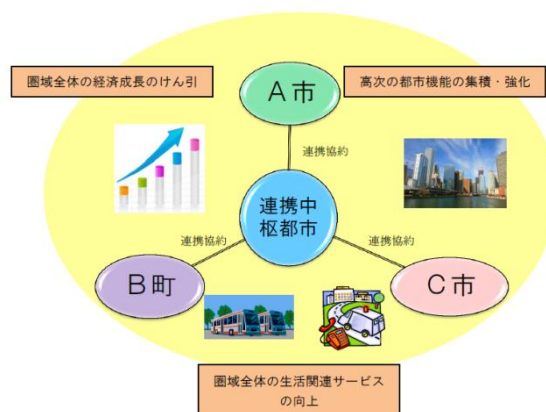 圏域全体の経済成長のけん引
高次の都市機能の集積・強化
A市
連携協約
連携中
枢都市
連携協約
連携協約
B町
C市
圏域全体の生活関連サービス
の向上